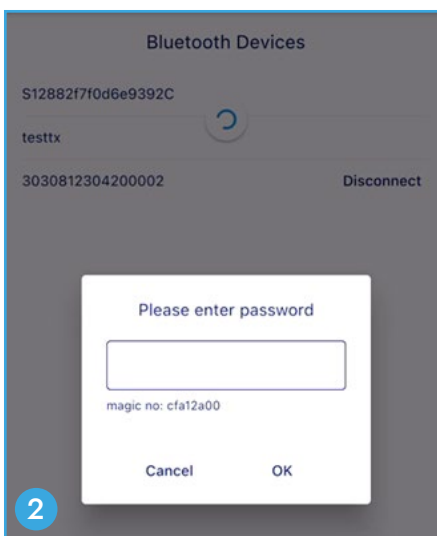 Bluetooth Devices
S12882f7f0d6e9392C
testtx
3030812304200002 Disconnect
Please enter password
magic no: cfa12a00
Cancel OK
2